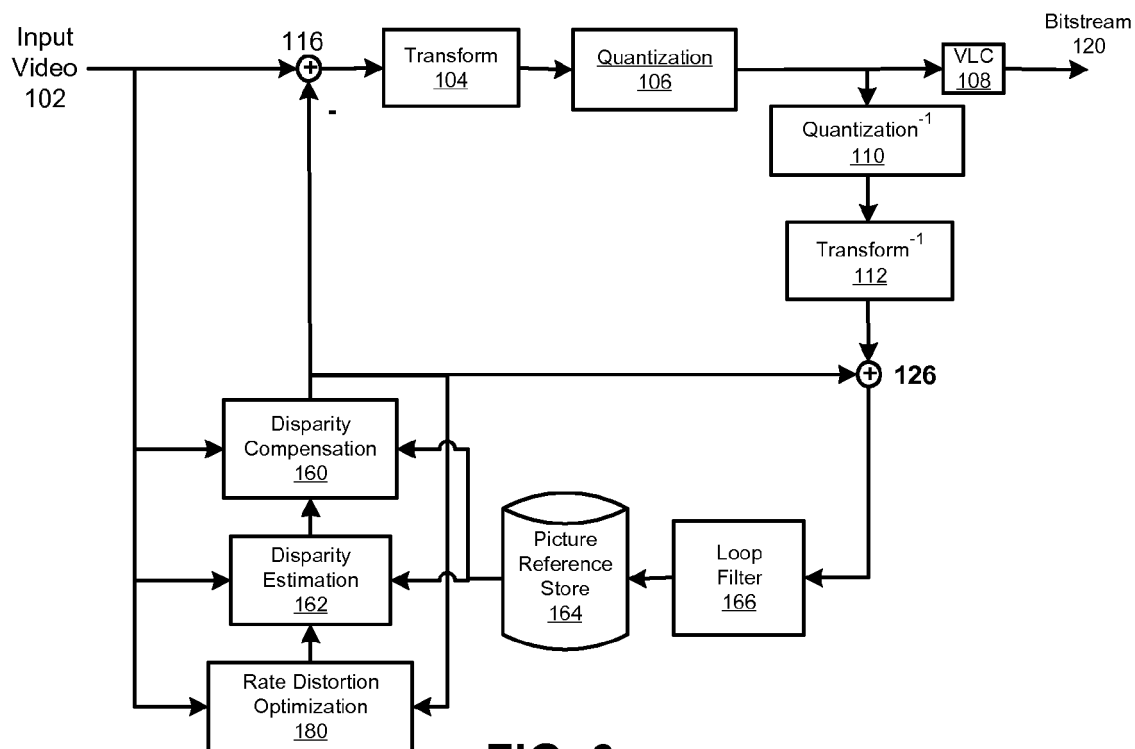 Input
Video
102
116
Transform
104
Quantization
106
VLC
108
Bitstream
120
-
Quantization-1
110
Transform-1
112
126
Disparity
Compensation
160
Disparity
Estimation
162
Picture
Reference
Store
164
Loop
Filter
166
Rate Distortion
Optimization
180